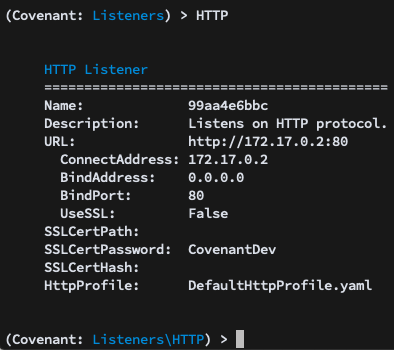 (Covenant: Listeners) > HTTP
HTTP Listener
===========================================
Name: 99aa4e6bbc
Description: Listens on HTTP protocol.
URL: http://172.17.0.2:80
ConnectAddress: 172.17.0.2
BindAddress: 0.0.0.0
BindPort: 80
UseSSL: False
SSLCertPath:
SSLCertPassword: CovenantDev
SSLCertHash:
HttpProfile: DefaultHttpProfile.yaml
(Covenant: Listeners\HTTP) >